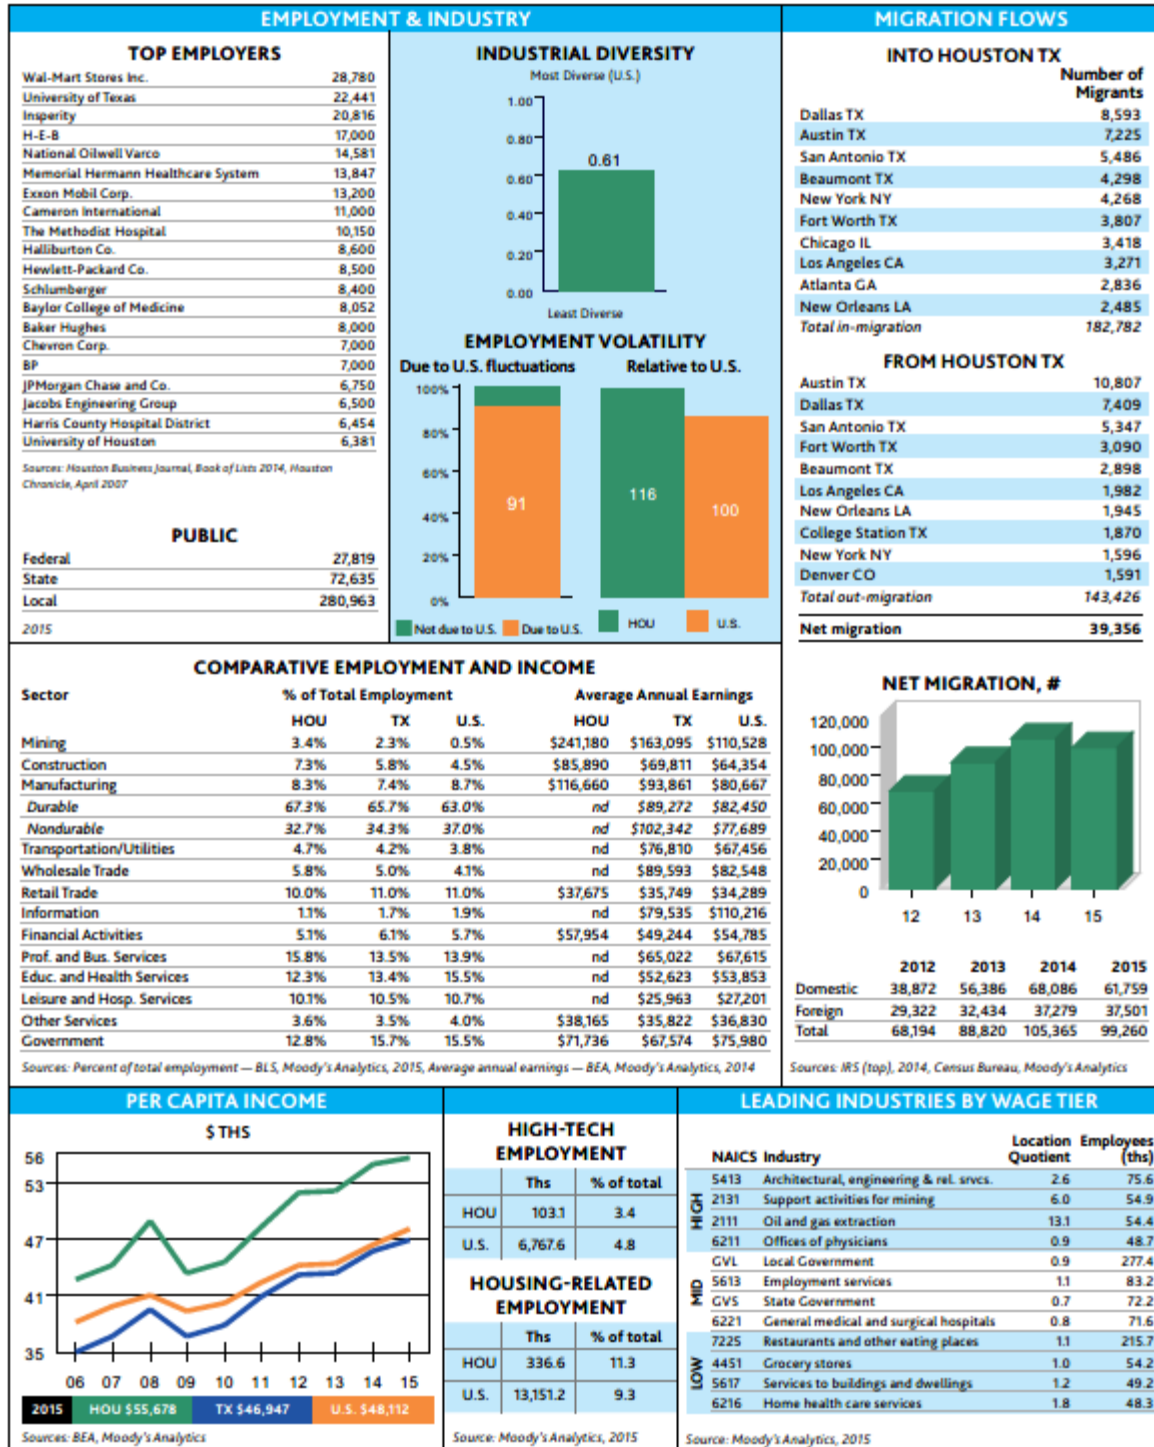 EMPLOYMENT & INDUSTRY
TOP EMPLOYERS
Wal-Mart Stores Inc. 28,780
University of Texas 22,441
Insperity 20,816
H-E-B 17,000
National Oilwell Varco 14,581
Memorial Hermann Healthcare System 13,847
Exxon Mobil Corp. 13,200
Cameron International 11,000
The Methodist Hospital 10,150
Halliburton Co. 8,600
Hewlett-Packard Co. 8,500
Schlumberger 8,400
Baylor College of Medicine 8,052
Baker Hughes 8,000
Chevron Corp. 7,000
BP 7,000
JPMorgan Chase and Co. 6,750
Jacobs Engineering Group 6,500
Harris County Hospital District 6,454
University of Houston 6,381
Sources: Houston Business Journal, Book of Lists 2014, Houston
Chronicle, April 2007
PUBLIC
Federal 27,819
State 72,635
Local 280,963
2015
INDUSTRIAL DIVERSITY
Most Diverse (U.S.)
1.00
0.80
0.61
0.60
0.40
0.20
0.00
Least Diverse
EMPLOYMENT VOLATILITY
Due to U.S. fluctuations Relative to U.S.
100%
80%
60%
40%
20%
0%
91
116
100
Not due to U.S. Due to U.S. HOU U.S.
MIGRATION FLOWS
INTO HOUSTON TX
Number of
Migrants
Dallas TX 8,593
Austin TX 7,225
San Antonio TX 5,486
Beaumont TX 4,298
New York NY 4,268
Fort Worth TX 3,807
Chicago IL 3,418
Los Angeles CA 3,271
Atlanta GA 2,836
New Orleans LA 2,485
Total in-migration 182,782
FROM HOUSTON TX
Austin TX 10,807
Dallas TX 7,409
San Antonio TX 5,347
Fort Worth TX 3,090
Beaumont TX 2,898
Los Angeles CA 1,982
New Orleans LA 1,945
College Station TX 1,870
New York NY 1,596
Denver CO 1,591
Total out-migration 143,426
Net migration 39,356
NET MIGRATION, #
120,000
100,000
80,000
60,000
40,000
20,000
0
12 13 14 15
2012 2013 2014 2015
Domestic 38,872 56,386 68,086 61,759
Foreign 29,322 32,434 37,279 37,501
Total 68,194 88,820 105,365 99,260
Sources: IRS (top), 2014, Census Bureau, Moody's Analytics
COMPARATIVE EMPLOYMENT AND INCOME
Sector % of Total Employment Average Annual Earnings
HOU TX U.S. HOU TX U.S.
Mining 3.4% 2.3% 0.5% $241,180 $163,095 $110,528
Construction 7.3% 5.8% 4.5% $85,890 $69,811 $64,354
Manufacturing 8.3% 7.4% 8.7% $116,660 $93,861 $80,667
Durable 67.3% 65.7% 63.0% nd $89,272 $82,450
Nondurable 32.7% 34.3% 37.0% nd $102,342 $77,689
Transportation/Utilities 4.7% 4.2% 3.8% nd $76,810 $67,456
Wholesale Trade 5.8% 5.0% 4.1% nd $89,593 $82,548
Retail Trade 10.0% 11.0% 11.0% $37,675 $35,749 $34,289
Information 1.1% 1.7% 1.9% nd $79,535 $110,216
Financial Activities 5.1% 6.1% 5.7% $57,954 $49,244 $54,785
Prof. and Bus. Services 15.8% 13.5% 13.9% nd $65,022 $67,615
Educ. and Health Services 12.3% 13.4% 15.5% nd $52,623 $53,853
Leisure and Hosp. Services 10.1% 10.5% 10.7% nd $25,963 $27,201
Other Services 3.6% 3.5% 4.0% $38,165 $35,822 $36,830
Government 12.8% 15.7% 15.5% $71,736 $67,574 $75,980
Sources: Percent of total employment — BLS, Moody's Analytics, 2015, Average annual earnings — BEA, Moody's Analytics, 2014
PER CAPITA INCOME
$ THS
56
53
47
41
35
06 07 08 09 10 11 12 13 14 15
2015 HOU $55,678 TX $46,947 U.S. $48,112
Sources: BEA, Moody's Analytics
HIGH-TECH
EMPLOYMENT
Ths % of total
HOU 103.1 3.4
U.S. 6,767.6 4.8
HOUSING-RELATED
EMPLOYMENT
Ths % of total
HOU 336.6 11.3
U.S. 13,151.2 9.3
Source: Moody's Analytics, 2015
LEADING INDUSTRIES BY WAGE TIER
Location Employees
NAICS Industry Quotient (ths)
HIGH
5413 Architectural, engineering & rel. srvcs. 2.6 75.6
2131 Support activities for mining 6.0 54.9
2111 Oil and gas extraction 13.1 54.4
6211 Offices of physicians 0.9 48.7
MID
GVL Local Government 0.9 277.4
5613 Employment services 1.1 83.2
GVS State Government 0.7 72.2
6221 General medical and surgical hospitals 0.8 71.6
LOW
7225 Restaurants and other eating places 1.1 215.7
4451 Grocery stores 1.0 54.2
5617 Services to buildings and dwellings 1.2 49.2
6216 Home health care services 1.8 48.3
Source: Moody's Analytics, 2015